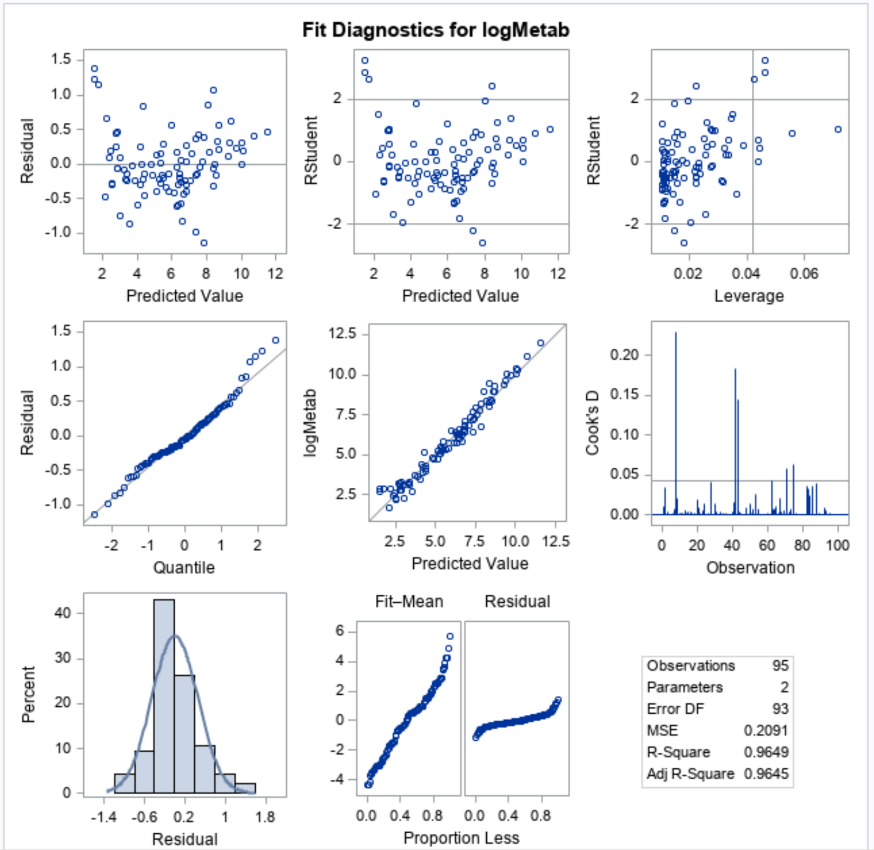 Fit Diagnostics for logMetab
1.5
1.0
0.5
0.0
-0.5
-1.0
Residual
2 4 6 8 10 12
Predicted Value
2
0
-2
RStudent
2 4 6 8 10 12
Predicted Value
2
0
-2
RStudent
0.02 0.04 0.06
Leverage
1.5
1.0
0.5
0.0
-0.5
-1.0
Residual
-2 -1 0 1 2
Quantile
12.5
10.0
7.5
5.0
2.5
logMetab
2.5 5.0 7.5 10.0 12.5
Predicted Value
0.20
0.15
0.10
0.05
0.00
Cook's D
0 20 40 60 80 100
Observation
40
30
20
10
0
Percent
-1.4 -0.6 0.2 1 1.8
Residual
Fit–Mean Residual
6
4
2
0
-2
-4
0.0 0.4 0.8 0.0 0.4 0.8
Proportion Less
Observations 95
Parameters 2
Error DF 93
MSE 0.2091
R-Square 0.9649
Adj R-Square 0.9645